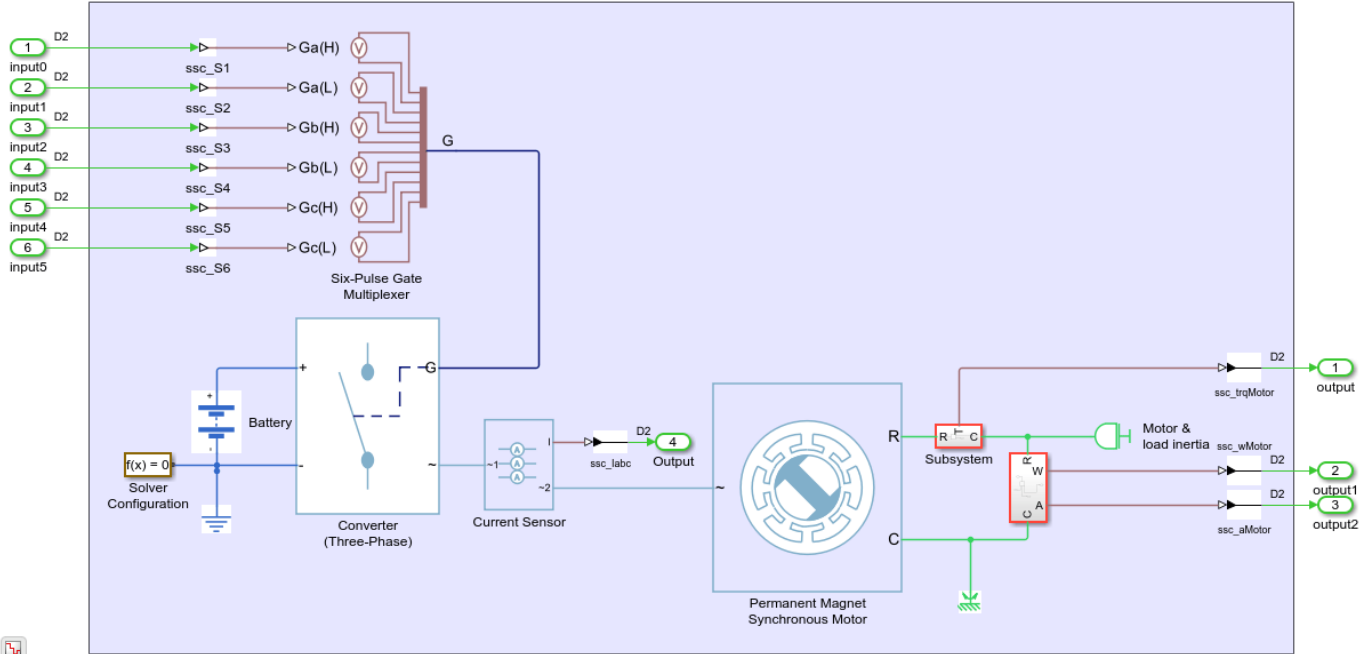 1 D2 ssc_S1 Ga(H) V
input0
2 D2 ssc_S2 Ga(L) V
input1
3 D2 ssc_S3 Gb(H) V
input2
4 D2 ssc_S4 Gb(L) V
input3
5 D2 ssc_S5 Gc(H) V
input4
6 D2 ssc_S6 Gc(L) V
input5
G
Six-Pulse Gate
Multiplexer
+
-
Battery
f(x) = 0
Solver
Configuration
+
-
G
~
Converter
(Three-Phase)
~1
I
~2
A
A
A
Current Sensor
D2
ssc_Iabc
4
Output
~
R
C
Permanent Magnet
Synchronous Motor
R T C
Subsystem
Motor &
load inertia
R
W
A
C
D2
ssc_trqMotor
1
output
ssc_wMotor
D2
2
output1
D2
ssc_aMotor
3
output2